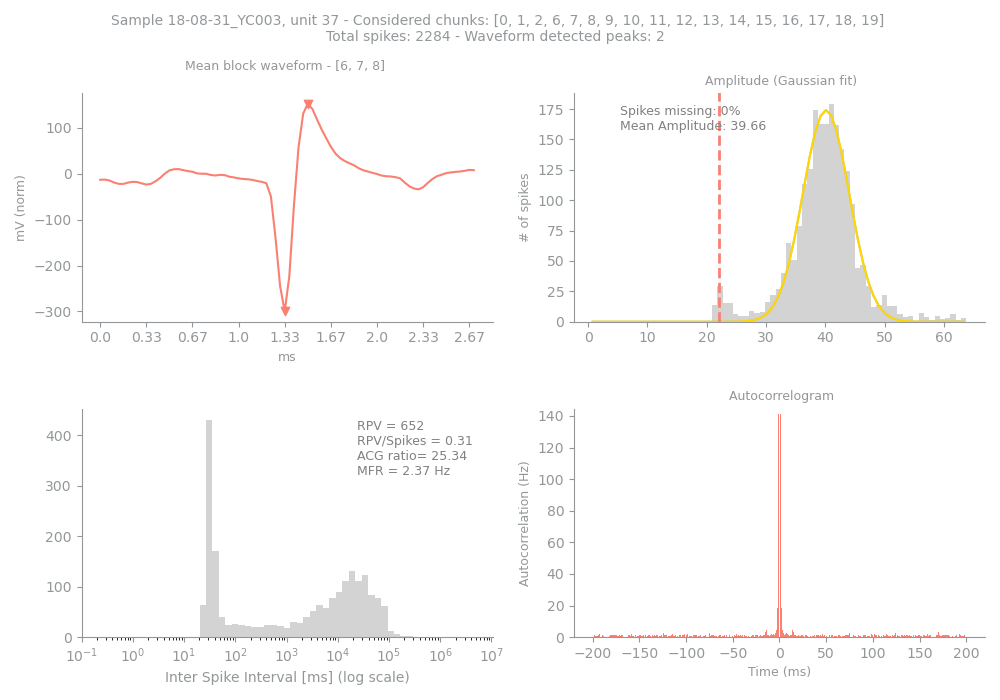 Sample 18-08-31_YC003, unit 37 - Considered chunks: [0, 1, 2, 6, 7, 8, 9, 10, 11, 12, 13, 14, 15, 16, 17, 18, 19]
Total spikes: 2284 - Waveform detected peaks: 2
Mean block waveform - [6, 7, 8]
mV (norm)
100
0
−100
−200
−300
0.0 0.33 0.67 1.0 1.33 1.67 2.0 2.33 2.67
ms
Amplitude (Gaussian fit)
Spikes missing: 0%
Mean Amplitude: 39.66
# of spikes
175
150
125
100
75
50
25
0
0 10 20 30 40 50 60
RPV = 652
RPV/Spikes = 0.31
ACG ratio= 25.34
MFR = 2.37 Hz
400
300
200
100
0
10⁻¹ 10⁰ 10¹ 10² 10³ 10⁴ 10⁵ 10⁶ 10⁷
Inter Spike Interval [ms] (log scale)
Autocorrelogram
Autocorrelation (Hz)
140
120
100
80
60
40
20
0
−200 −150 −100 −50 0 50 100 150 200
Time (ms)